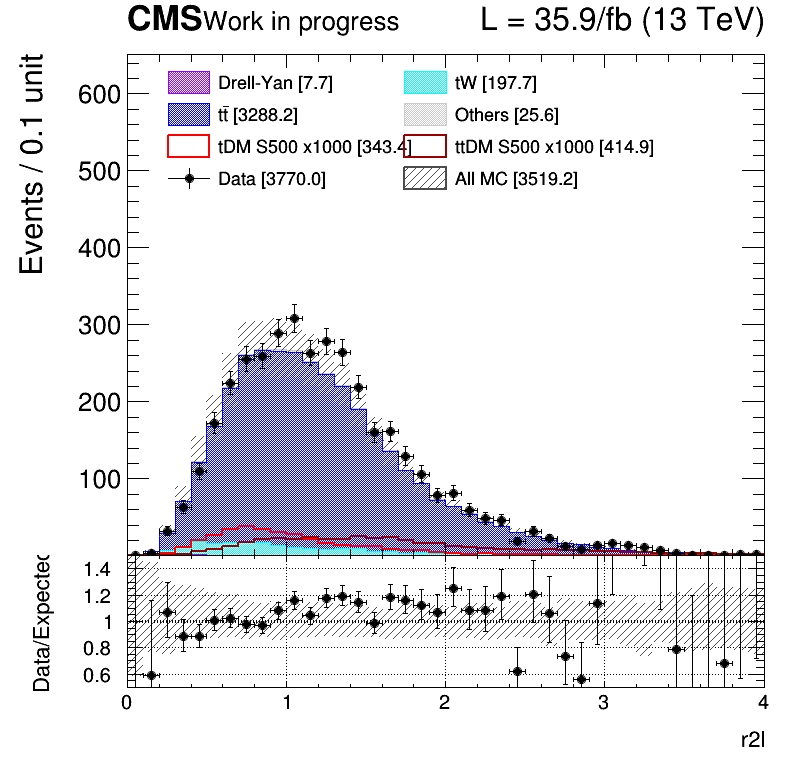 CMS Work in progress L = 35.9/fb (13 TeV)
Events / 0.1 unit
600
500
400
300
200
100
0
Drell-Yan [7.7] tW [197.7]
tt̄ [3288.2] Others [25.6]
tDM S500 x1000 [343.4] ttDM S500 x1000 [414.9]
Data [3770.0] All MC [3519.2]
Data/Expected
1.4
1.2
1
0.8
0.6
0 1 2 3 4
r2l